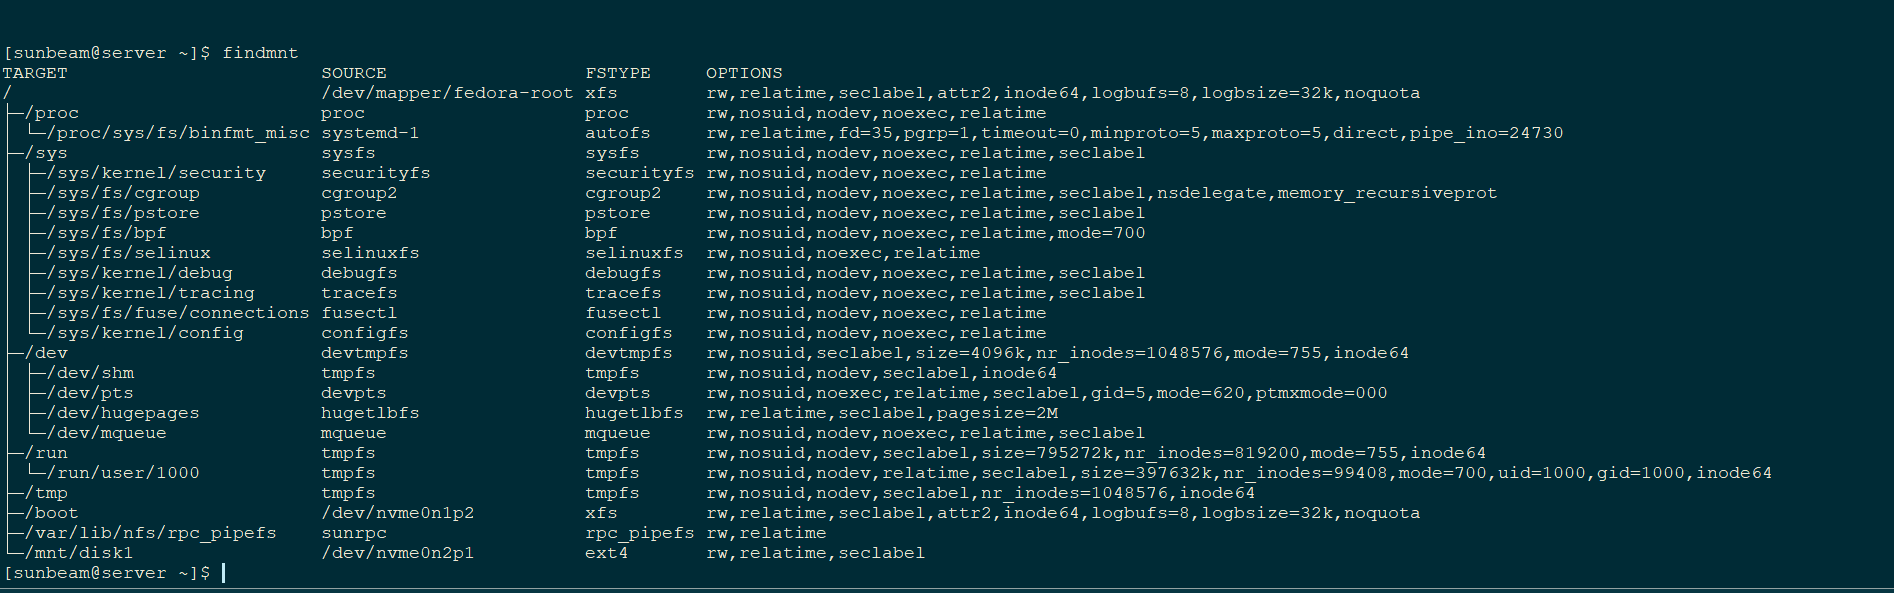 [sunbeam@server ~]$ findmnt
TARGET                       SOURCE                  FSTYPE     OPTIONS
/                            /dev/mapper/fedora-root xfs        rw,relatime,seclabel,attr2,inode64,logbufs=8,logbsize=32k,noquota
├─/proc                      proc                    proc       rw,nosuid,nodev,noexec,relatime
│ └─/proc/sys/fs/binfmt_misc systemd-1               autofs     rw,relatime,fd=35,pgrp=1,timeout=0,minproto=5,maxproto=5,direct,pipe_ino=24730
├─/sys                       sysfs                   sysfs      rw,nosuid,nodev,noexec,relatime,seclabel
│ ├─/sys/kernel/security     securityfs              securityfs rw,nosuid,nodev,noexec,relatime
│ ├─/sys/fs/cgroup           cgroup2                 cgroup2    rw,nosuid,nodev,noexec,relatime,seclabel,nsdelegate,memory_recursiveprot
│ ├─/sys/fs/pstore           pstore                  pstore     rw,nosuid,nodev,noexec,relatime,seclabel
│ ├─/sys/fs/bpf              bpf                     bpf        rw,nosuid,nodev,noexec,relatime,mode=700
│ ├─/sys/fs/selinux          selinuxfs               selinuxfs  rw,nosuid,noexec,relatime
│ ├─/sys/kernel/debug        debugfs                 debugfs    rw,nosuid,nodev,noexec,relatime,seclabel
│ ├─/sys/kernel/tracing      tracefs                 tracefs    rw,nosuid,nodev,noexec,relatime,seclabel
│ ├─/sys/fs/fuse/connections fusectl                 fusectl    rw,nosuid,nodev,noexec,relatime
│ └─/sys/kernel/config       configfs                configfs   rw,nosuid,nodev,noexec,relatime
├─/dev                       devtmpfs                devtmpfs   rw,nosuid,seclabel,size=4096k,nr_inodes=1048576,mode=755,inode64
│ ├─/dev/shm                 tmpfs                   tmpfs      rw,nosuid,nodev,seclabel,inode64
│ ├─/dev/pts                 devpts                  devpts     rw,nosuid,noexec,relatime,seclabel,gid=5,mode=620,ptmxmode=000
│ ├─/dev/hugepages           hugetlbfs               hugetlbfs  rw,relatime,seclabel,pagesize=2M
│ └─/dev/mqueue              mqueue                  mqueue     rw,nosuid,nodev,noexec,relatime,seclabel
├─/run                       tmpfs                   tmpfs      rw,nosuid,nodev,seclabel,size=795272k,nr_inodes=819200,mode=755,inode64
│ └─/run/user/1000           tmpfs                   tmpfs      rw,nosuid,nodev,relatime,seclabel,size=397632k,nr_inodes=99408,mode=700,uid=1000,gid=1000,inode64
├─/tmp                       tmpfs                   tmpfs      rw,nosuid,nodev,seclabel,nr_inodes=1048576,inode64
├─/boot                      /dev/nvme0n1p2          xfs        rw,relatime,seclabel,attr2,inode64,logbufs=8,logbsize=32k,noquota
├─/var/lib/nfs/rpc_pipefs    sunrpc                  rpc_pipefs rw,relatime
└─/mnt/disk1                 /dev/nvme0n2p1          ext4       rw,relatime,seclabel
[sunbeam@server ~]$